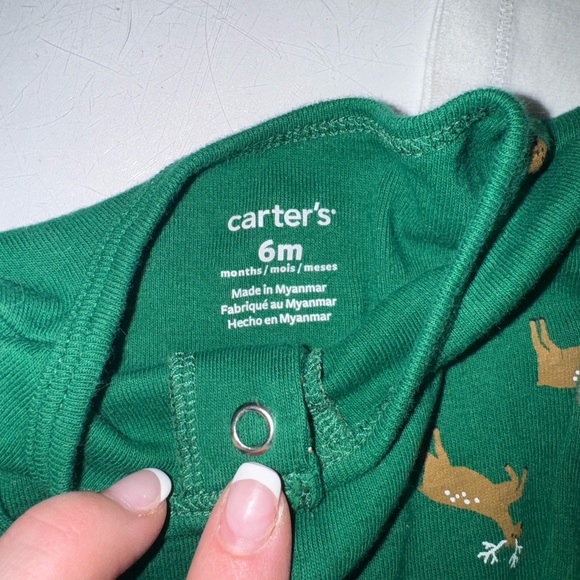 carter's
6m
months / mois / meses
Made in Myanmar
Fabriqué au Myanmar
Hecho en Myanmar